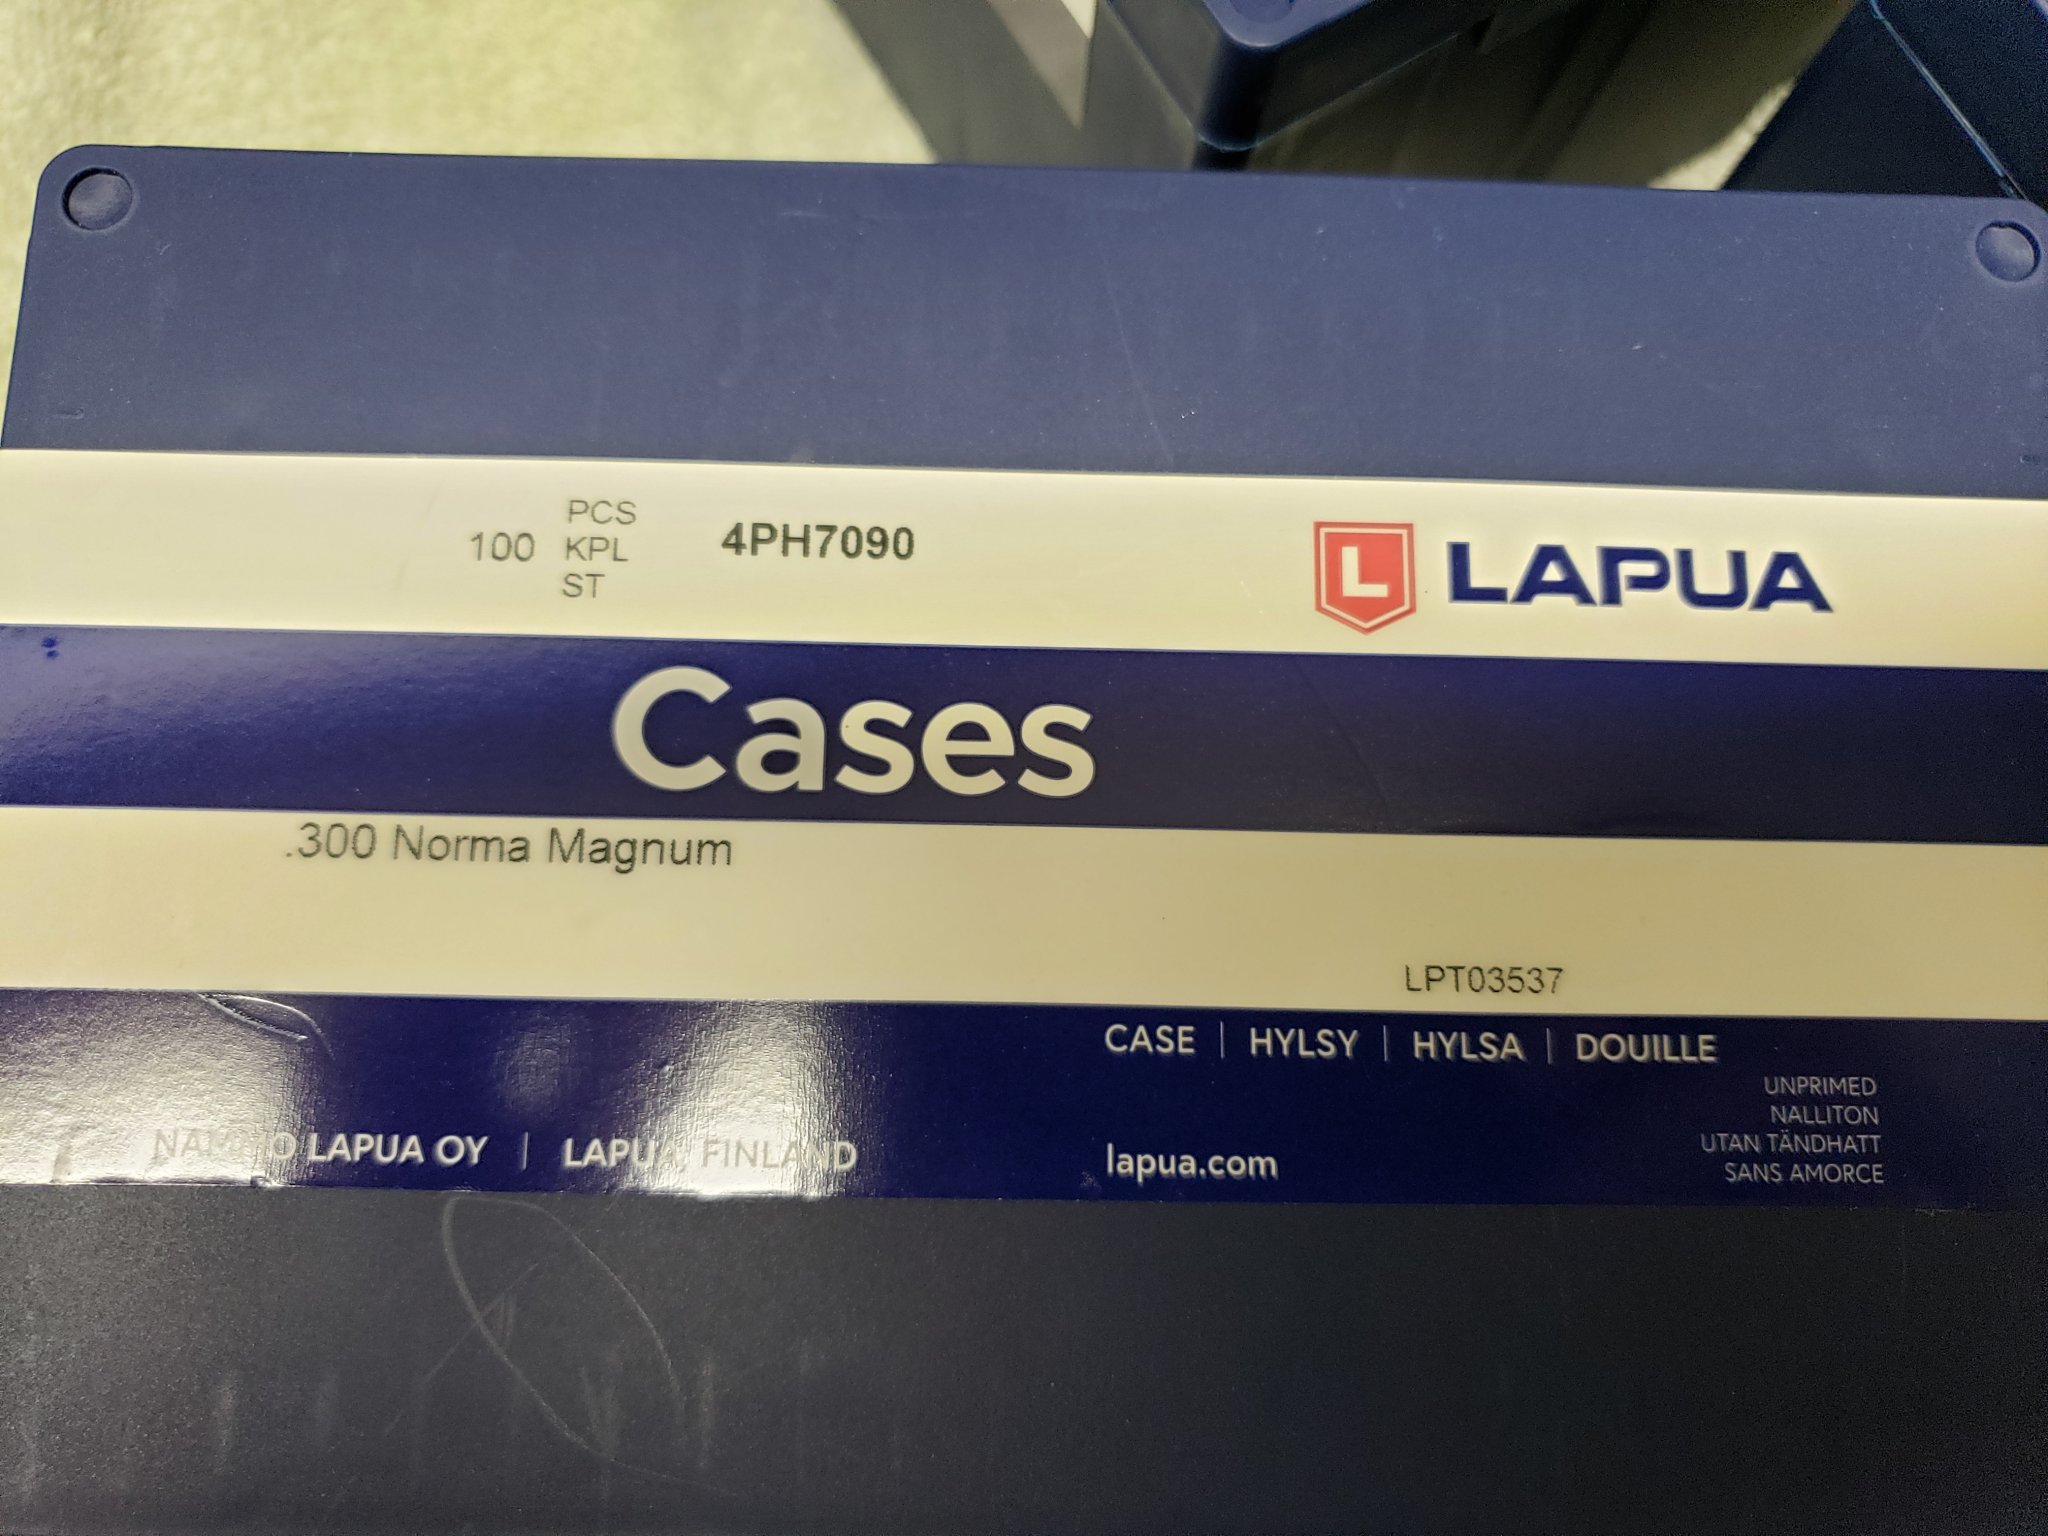 PCS
100 KPL 4PH7090
ST
L LAPUA
Cases
.300 Norma Magnum
LPT03537
CASE | HYLSY | HYLSA | DOUILLE
UNPRIMED
NALLITON
UTAN TÄNDHATT
SANS AMORCE
NAMMO LAPUA OY | LAPUA, FINLAND
lapua.com